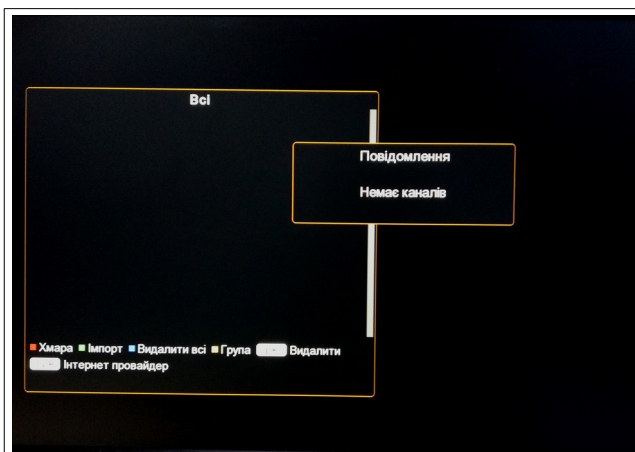 Всі
Повідомлення
Немає каналів
Хмара Імпорт Видалити всі Група Видалити
Інтернет провайдер